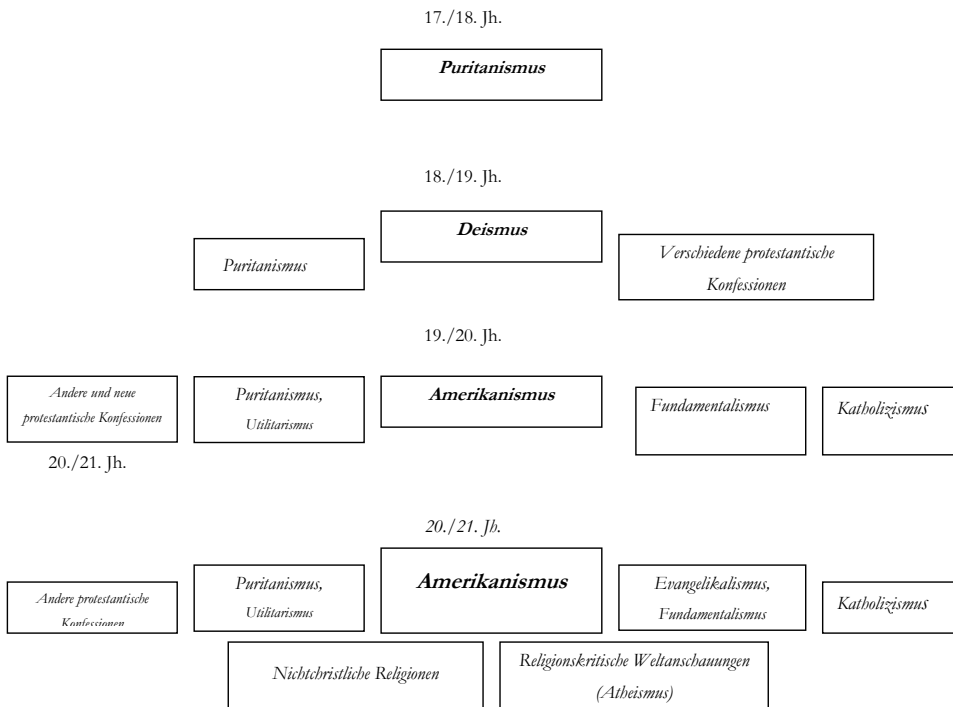 17./18. Jh.
Puritanismus
18./19. Jh.
Deismus
Puritanismus
Verschiedene protestantische
Konfessionen
19./20. Jh.
Andere und neue
protestantische Konfessionen
Puritanismus,
Utilitarismus
Amerikanismus
Fundamentalismus
Katholizismus
20./21. Jh.
20./21. Jh.
Andere protestantische
Konfessionen
Puritanismus,
Utilitarismus
Amerikanismus
Evangelikalismus,
Fundamentalismus
Katholizismus
Nichtchristliche Religionen
Religionskritische Weltanschauungen
(Atheismus)